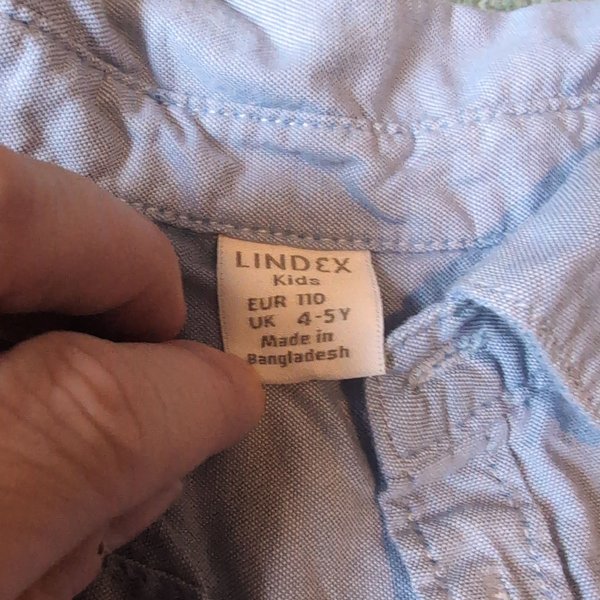 LINDEX
Kids
EUR 110
UK 4-5Y
Made in
Bangladesh